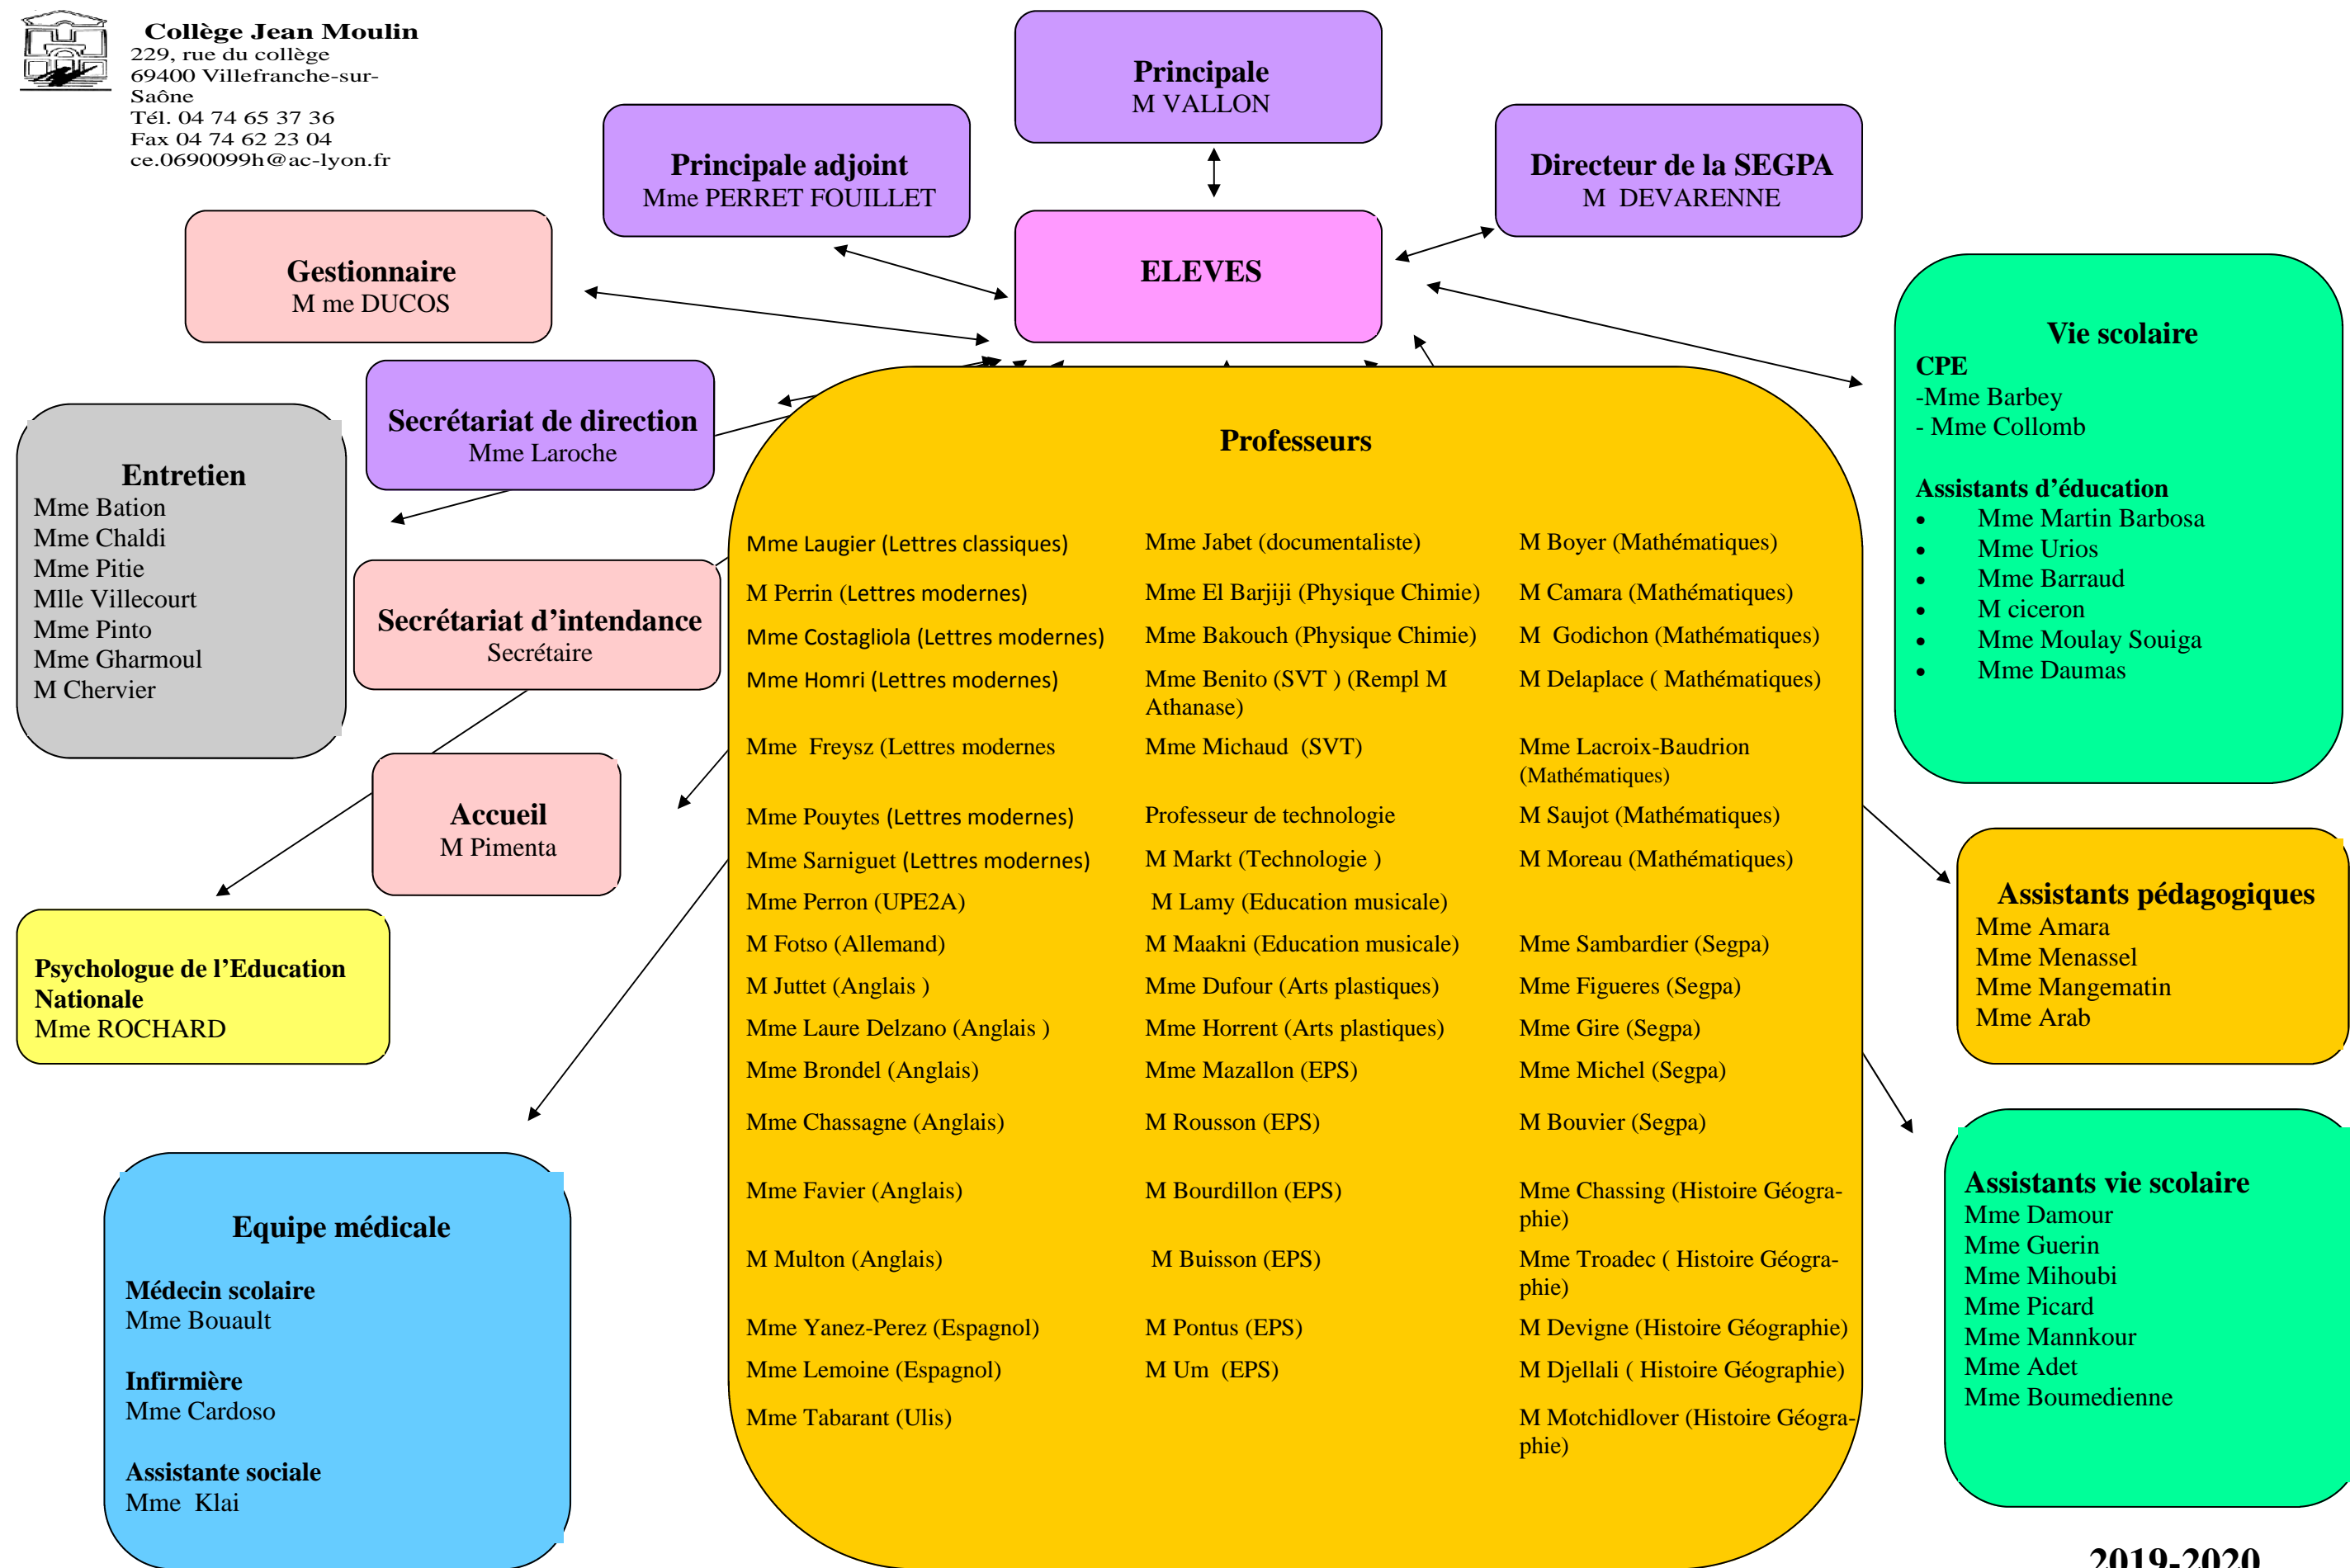 Collège Jean Moulin
229, rue du collège
69400 Villefranche-sur-
Saône
Tél. 04 74 65 37 36
Fax 04 74 62 23 04
ce.0690099h@ac-lyon.fr
Principale
M VALLON
Principale adjoint
Mme PERRET FOUILLET
Directeur de la SEGPA
M  DEVARENNE
Gestionnaire
M me DUCOS
ELEVES
Vie scolaire
CPE
-Mme Barbey
- Mme Collomb
Assistants d’éducation
• Mme Martin Barbosa
• Mme Urios
• Mme Barraud
• M ciceron
• Mme Moulay Souiga
• Mme Daumas
Secrétariat de direction
Mme Laroche
Entretien
Mme Bation
Mme Chaldi
Mme Pitie
Mlle Villecourt
Mme Pinto
Mme Gharmoul
M Chervier
Secrétariat d’intendance
Secrétaire
Accueil
M Pimenta
Psychologue de l’Education
Nationale
Mme ROCHARD
Equipe médicale
Médecin scolaire
Mme Bouault
Infirmière
Mme Cardoso
Assistante sociale
Mme  Klai
Professeurs
Mme Laugier (Lettres classiques)
M Perrin (Lettres modernes)
Mme Costagliola (Lettres modernes)
Mme Homri (Lettres modernes)
Mme  Freysz (Lettres modernes
Mme Pouytes (Lettres modernes)
Mme Sarniguet (Lettres modernes)
Mme Perron (UPE2A)
M Fotso (Allemand)
M Juttet (Anglais )
Mme Laure Delzano (Anglais )
Mme Brondel (Anglais)
Mme Chassagne (Anglais)
Mme Favier (Anglais)
M Multon (Anglais)
Mme Yanez-Perez (Espagnol)
Mme Lemoine (Espagnol)
Mme Tabarant (Ulis)
Mme Jabet (documentaliste)
Mme El Barjiji (Physique Chimie)
Mme Bakouch (Physique Chimie)
Mme Benito (SVT ) (Rempl M
Athanase)
Mme Michaud  (SVT)
Professeur de technologie
M Markt (Technologie )
M Lamy (Education musicale)
M Maakni (Education musicale)
Mme Dufour (Arts plastiques)
Mme Horrent (Arts plastiques)
Mme Mazallon (EPS)
M Rousson (EPS)
M Bourdillon (EPS)
M Buisson (EPS)
M Pontus (EPS)
M Um  (EPS)
M Boyer (Mathématiques)
M Camara (Mathématiques)
M  Godichon (Mathématiques)
M Delaplace ( Mathématiques)
Mme Lacroix-Baudrion
(Mathématiques)
M Saujot (Mathématiques)
M Moreau (Mathématiques)
Mme Sambardier (Segpa)
Mme Figueres (Segpa)
Mme Gire (Segpa)
Mme Michel (Segpa)
M Bouvier (Segpa)
Mme Chassing (Histoire Géogra-
phie)
Mme Troadec ( Histoire Géogra-
phie)
M Devigne (Histoire Géographie)
M Djellali ( Histoire Géographie)
M Motchidlover (Histoire Géogra-
phie)
Assistants pédagogiques
Mme Amara
Mme Menassel
Mme Mangematin
Mme Arab
Assistants vie scolaire
Mme Damour
Mme Guerin
Mme Mihoubi
Mme Picard
Mme Mannkour
Mme Adet
Mme Boumedienne
2019-2020